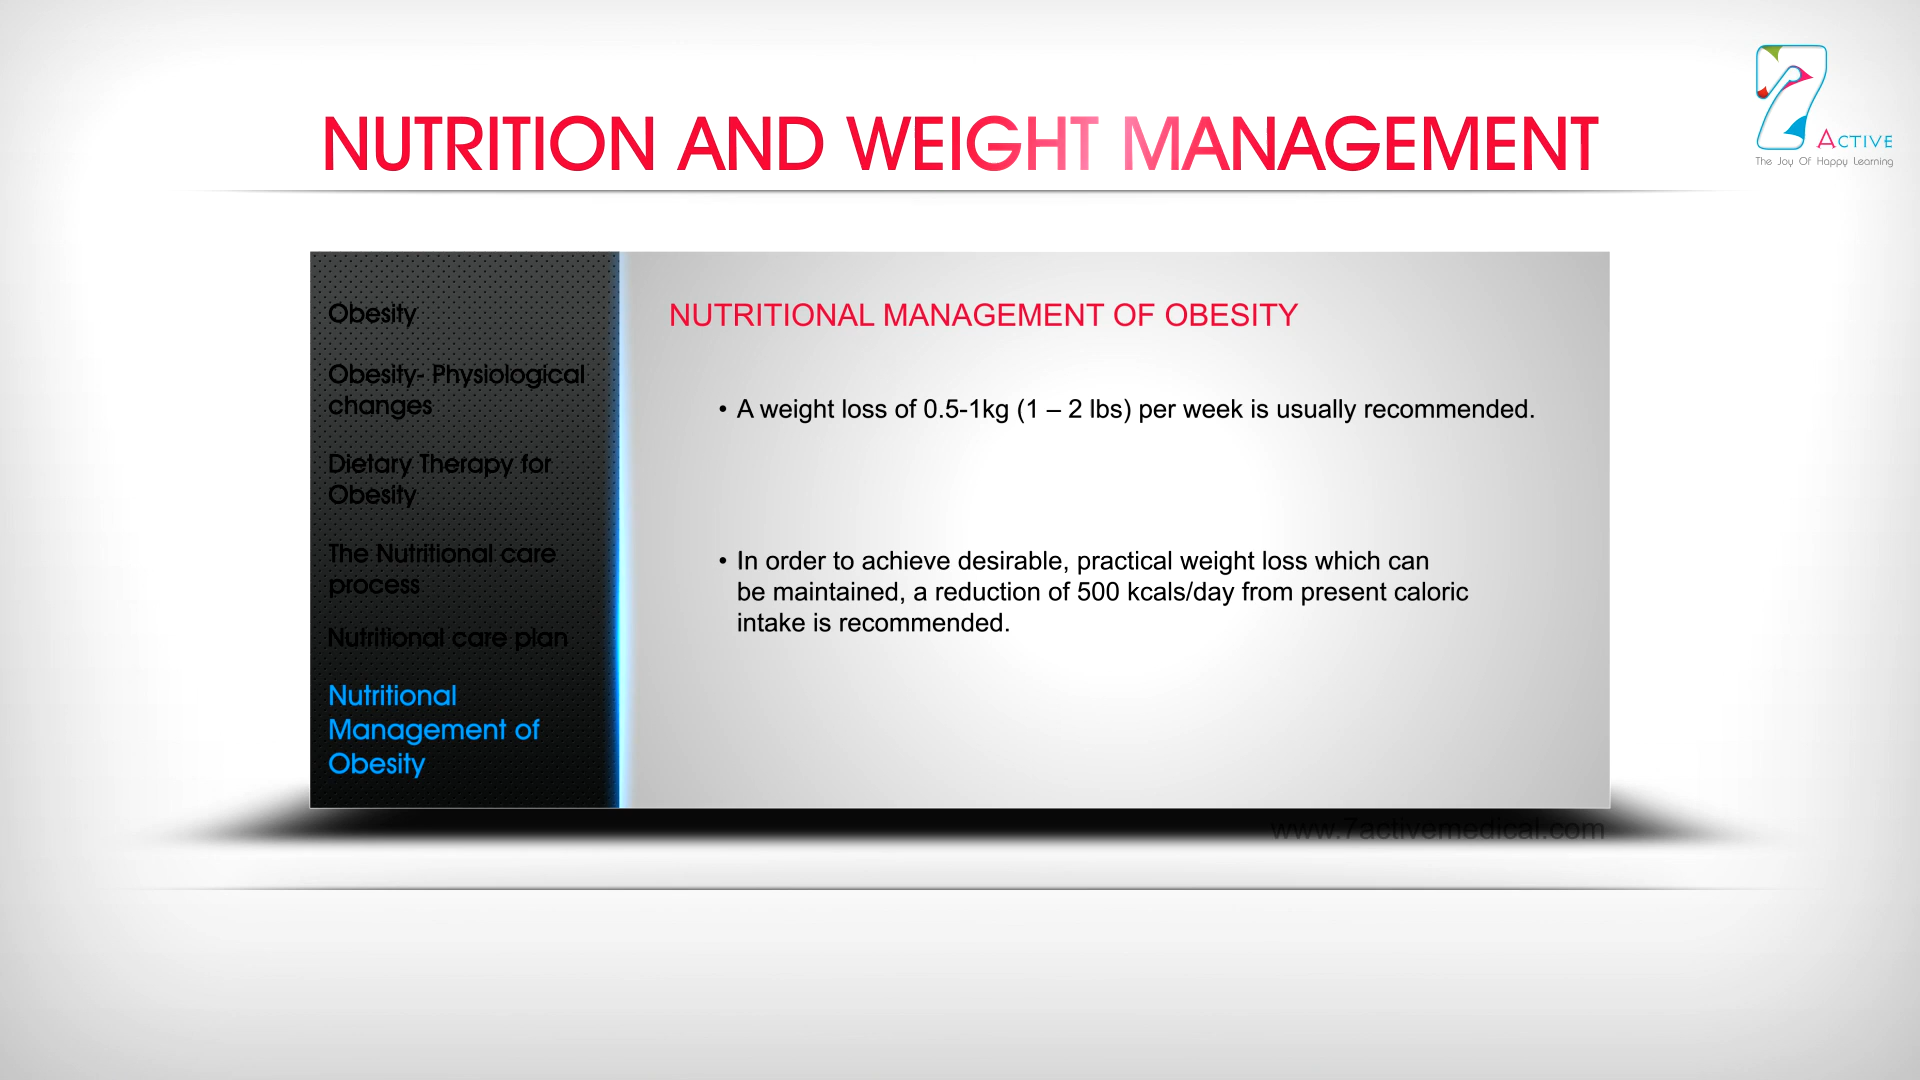 NUTRITION AND WEIGHT MANAGEMENT
ACTIVE
The Joy Of Happy Learning
Obesity
Obesity- Physiological
changes
Dietary Therapy for
Obesity
The Nutritional care
process
Nutritional care plan
Nutritional
Management of
Obesity
NUTRITIONAL MANAGEMENT OF OBESITY
• A weight loss of 0.5-1kg (1 – 2 lbs) per week is usually recommended.
• In order to achieve desirable, practical weight loss which can
be maintained, a reduction of 500 kcals/day from present caloric
intake is recommended.
www.7activemedical.com